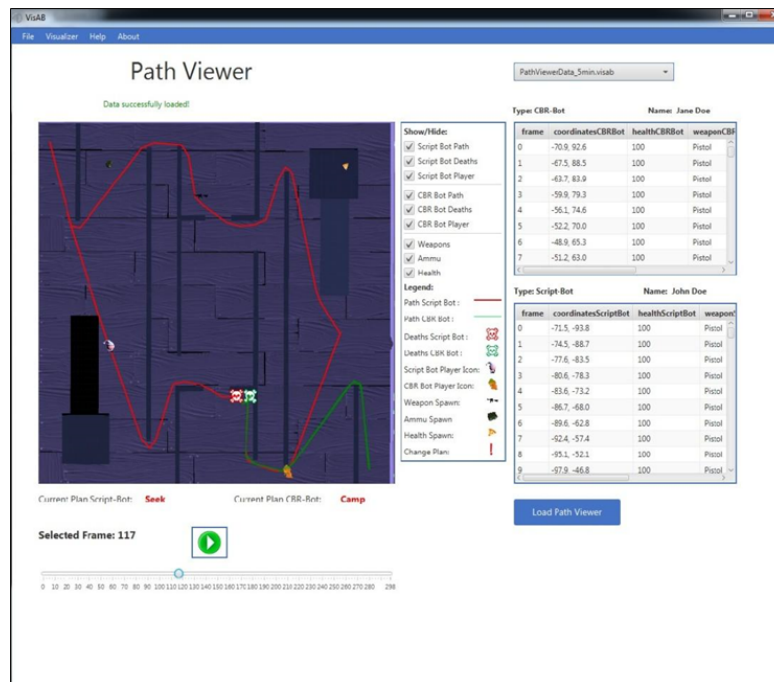 VisAB
File Visualizer Help About
Path Viewer
Data successfully loaded!
PathViewerData_5min.visab
Show/Hide:
Script Bot Path
Script Bot Deaths
Script Bot Player
CBR Bot Path
CBR Bot Deaths
CBR Bot Player
Weapons
Ammu
Health
Legend:
Path Script Bot :
Path CBR Bot :
Deaths Script Bot :
Deaths CBR Bot :
Script Bot Player Icon:
CBR Bot Player Icon:
Weapon Spawn:
Ammu Spawn
Health Spawn:
Change Plan:
Type: CBR-Bot Name: Jane Doe
frame coordinatesCBRBot healthCBRBot weaponCBR
0 -70.9, 92.6 100 Pistol
1 -67.5, 88.5 100 Pistol
2 -63.7, 83.9 100 Pistol
3 -59.9, 79.3 100 Pistol
4 -56.1, 74.6 100 Pistol
5 -52.2, 70.0 100 Pistol
6 -48.9, 65.3 100 Pistol
7 -51.2, 63.0 100 Pistol
Type: Script-Bot Name: John Doe
frame coordinatesScriptBot healthScriptBot weaponS
0 -71.5, -93.8 100 Pistol
1 -74.5, -88.7 100 Pistol
2 -77.6, -83.5 100 Pistol
3 -80.6, -78.3 100 Pistol
4 -83.6, -73.2 100 Pistol
5 -86.7, -68.0 100 Pistol
6 -89.6, -62.8 100 Pistol
7 -92.4, -57.4 100 Pistol
8 -95.1, -52.1 100 Pistol
9 -97.9, -46.8 100 Pistol
Load Path Viewer
Current Plan Script-Bot: Seek Current Plan CBR-Bot: Camp
Selected Frame: 117
0 10 20 30 40 50 60 70 80 90 100 110 120 130 140 150 160 170 180 190 200 210 220 230 240 250 260 270 280 298